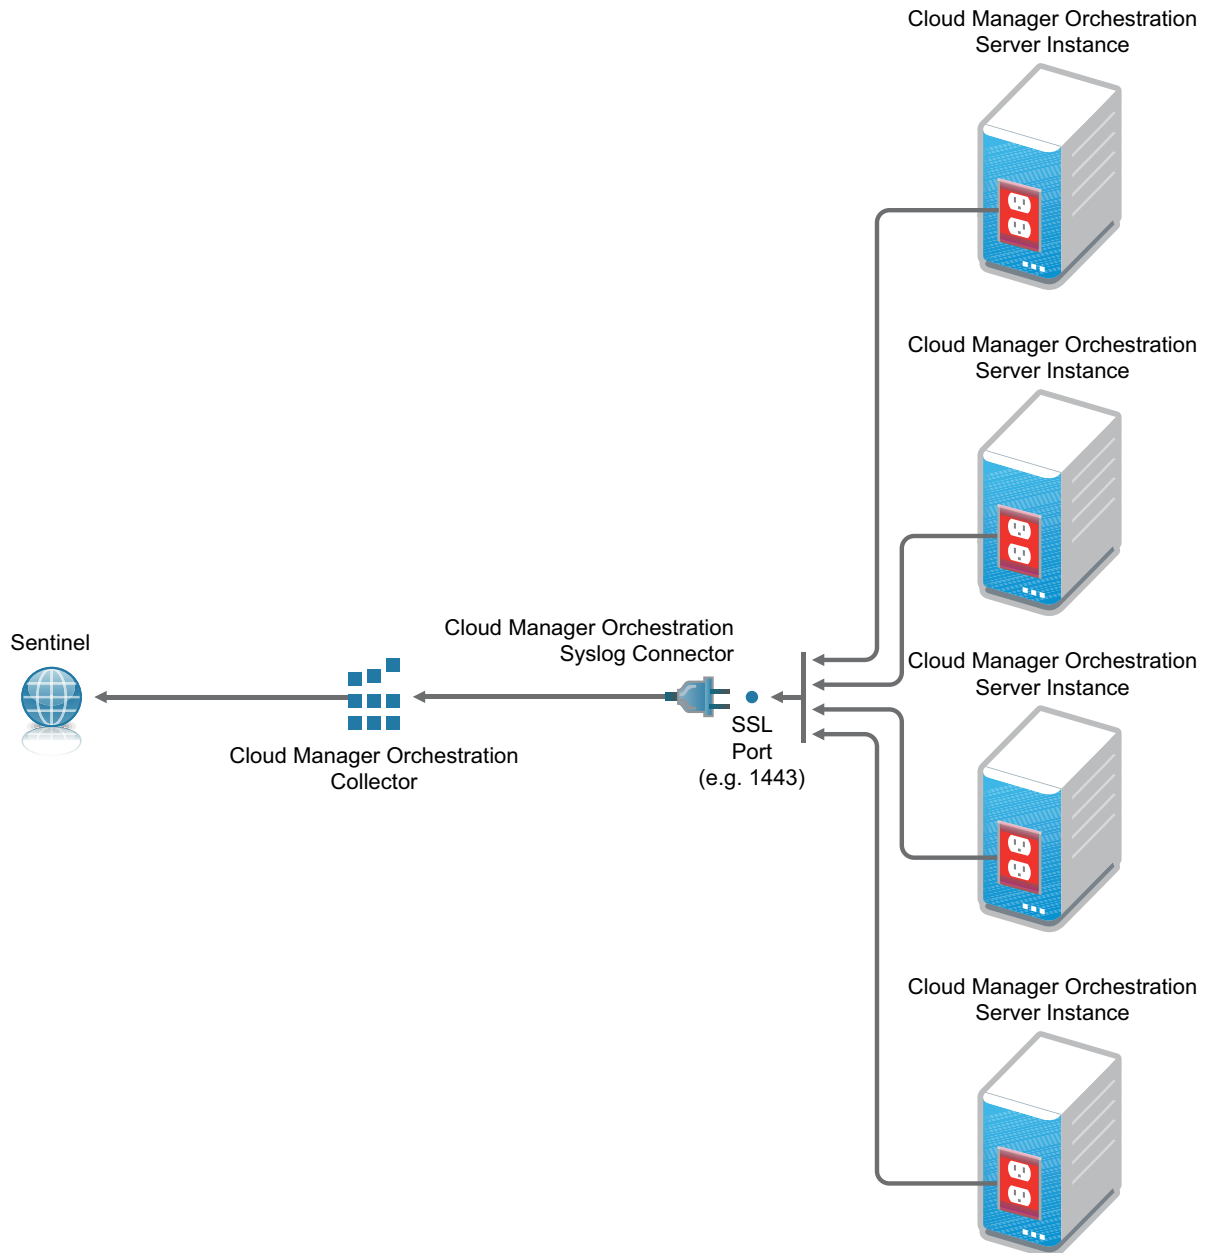 Cloud Manager Orchestration
Server Instance
Cloud Manager Orchestration
Server Instance
Cloud Manager Orchestration
Syslog Connector
Sentinel
Cloud Manager Orchestration
Server Instance
SSL
Port
(e.g. 1443)
Cloud Manager Orchestration
Collector
Cloud Manager Orchestration
Server Instance